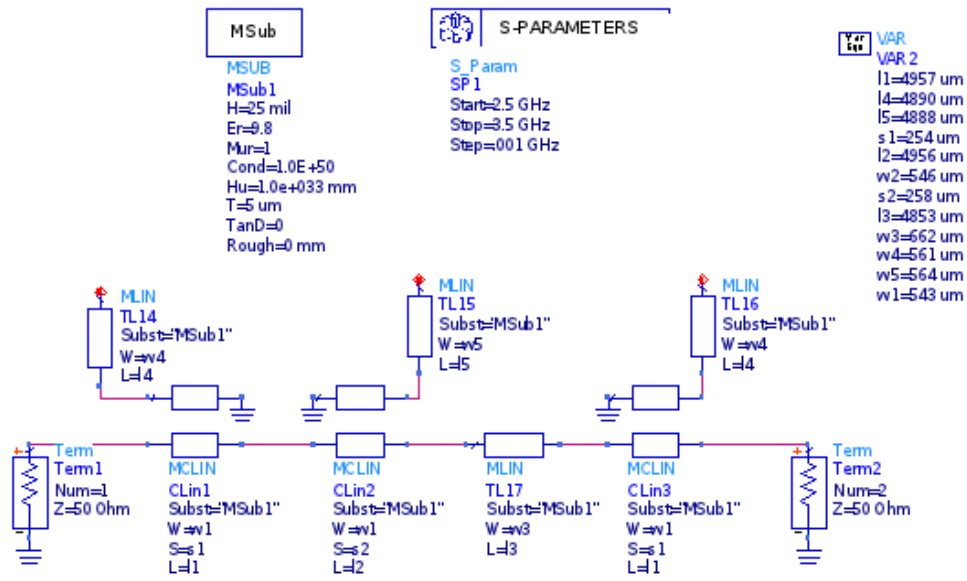 MSub
MSUB
MSub1
H=25 mil
Er=9.8
Mur=1
Cond=1.0E+50
Hu=1.0e+033 mm
T=5 um
TanD=0
Rough=0 mm
S-PARAMETERS
S_Param
SP1
Start=2.5 GHz
Stop=3.5 GHz
Step=.001 GHz
Var
Eqn
VAR
VAR2
l1=4957 um
l4=4890 um
l5=4888 um
s1=254 um
l2=4956 um
w2=546 um
s2=258 um
l3=4853 um
w3=662 um
w4=561 um
w5=564 um
w1=543 um
MLIN
TL14
Subst="MSub1"
W=w4
L=l4
MLIN
TL15
Subst="MSub1"
W=w5
L=l5
MLIN
TL16
Subst="MSub1"
W=w4
L=l4
Term
Term1
Num=1
Z=50 Ohm
MCLIN
CLin1
Subst="MSub1"
W=w1
S=s1
L=l1
MCLIN
CLin2
Subst="MSub1"
W=w1
S=s2
L=l2
MLIN
TL17
Subst="MSub1"
W=w3
L=l3
MCLIN
CLin3
Subst="MSub1"
W=w1
S=s1
L=l1
Term
Term2
Num=2
Z=50 Ohm